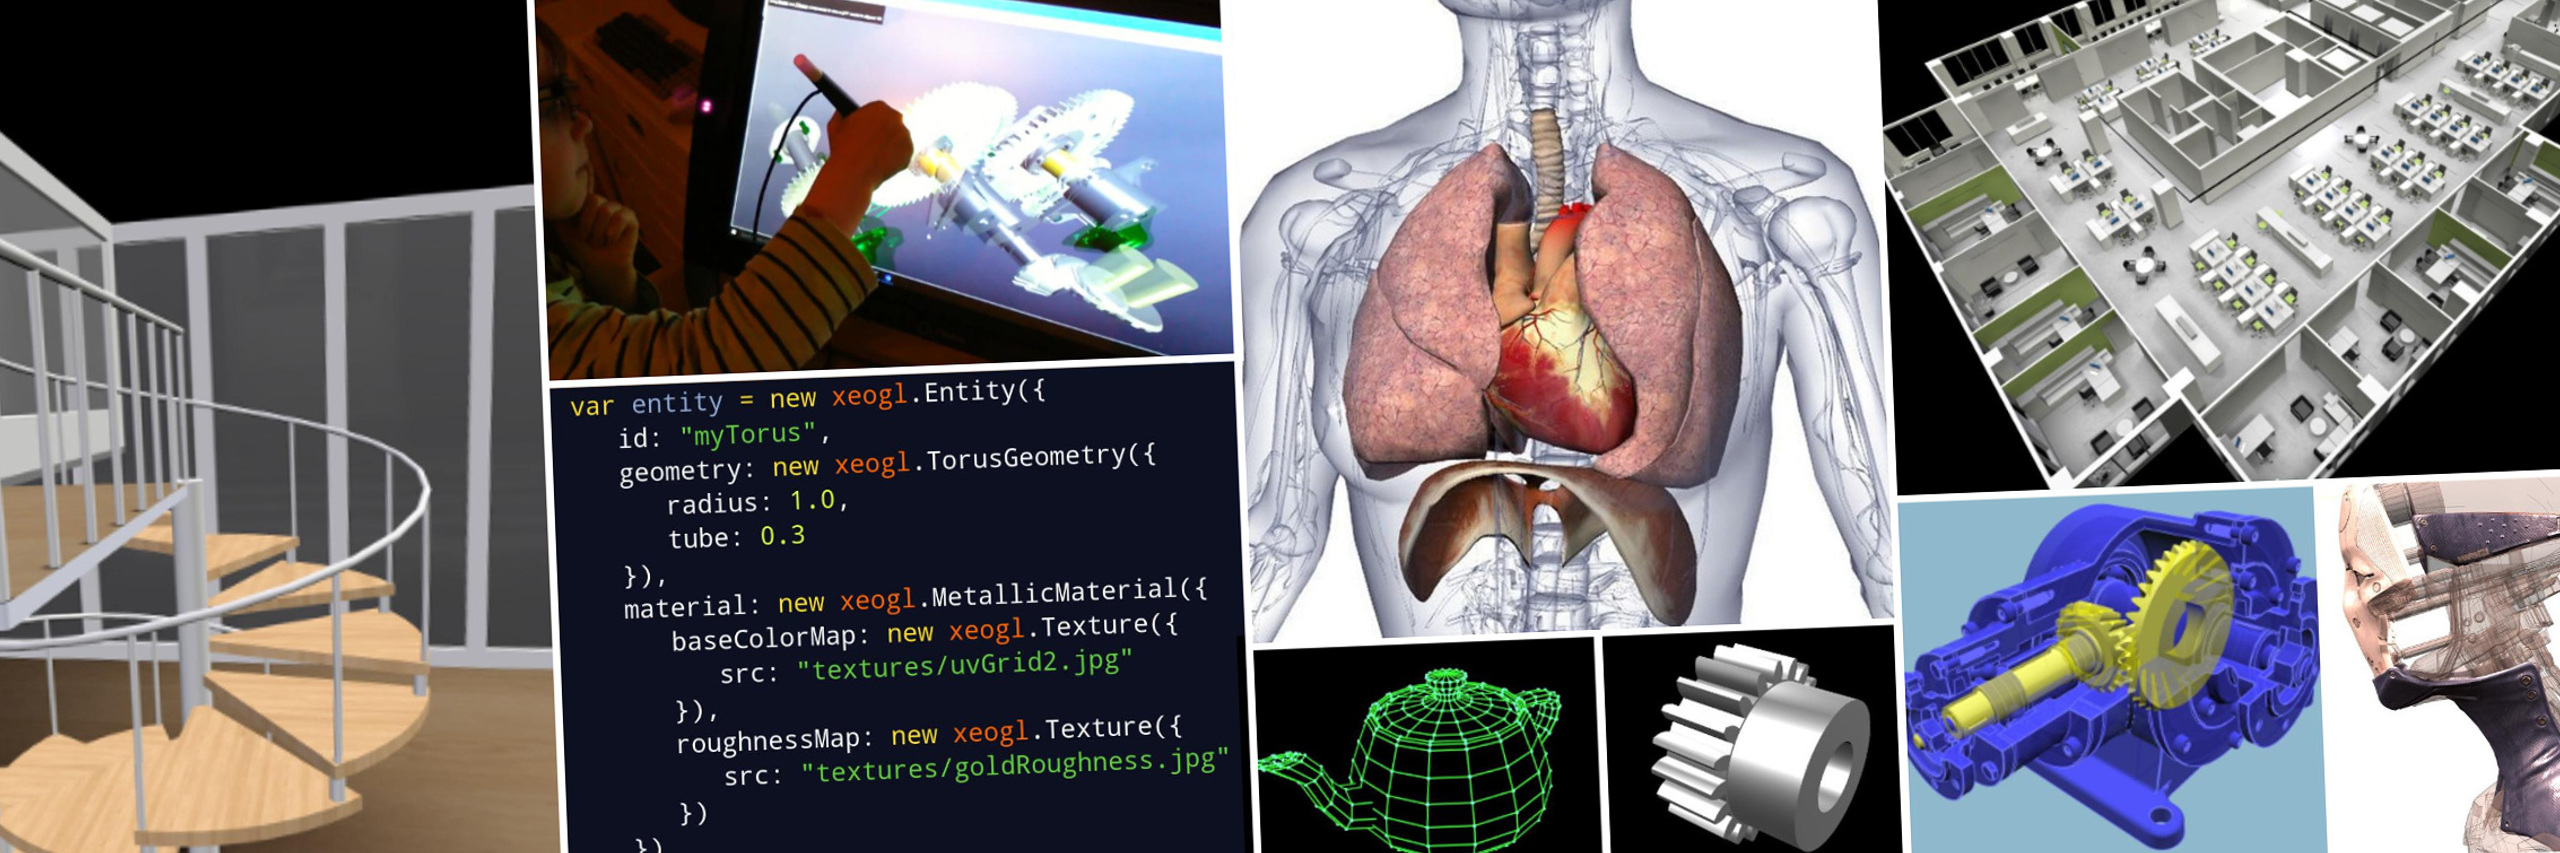 var entity = new xeogl.Entity({
id: "myTorus",
geometry: new xeogl.TorusGeometry({
radius: 1.0,
tube: 0.3
}),
material: new xeogl.MetallicMaterial({
baseColorMap: new xeogl.Texture({
src: "textures/uvGrid2.jpg"
}),
roughnessMap: new xeogl.Texture({
src: "textures/goldRoughness.jpg"
})
})